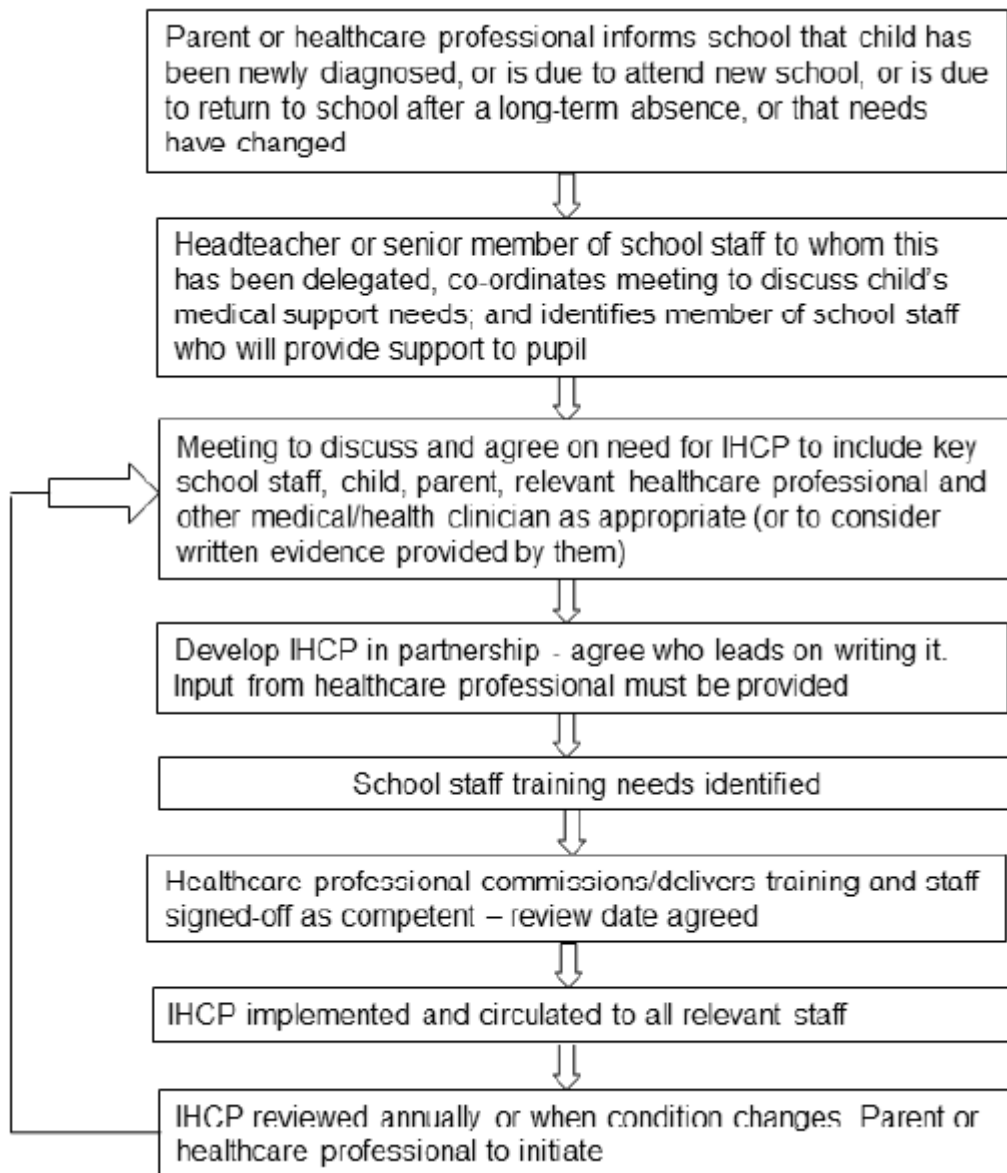 Parent or healthcare professional informs school that child has
been newly diagnosed, or is due to attend new school, or is due
to return to school after a long-term absence, or that needs
have changed
Headteacher or senior member of school staff to whom this
has been delegated, co-ordinates meeting to discuss child's
medical support needs; and identifies member of school staff
who will provide support to pupil
Meeting to discuss and agree on need for IHCP to include key
school staff, child, parent, relevant healthcare professional and
other medical/health clinician as appropriate (or to consider
written evidence provided by them)
Develop IHCP in partnership - agree who leads on writing it.
Input from healthcare professional must be provided
School staff training needs identified
Healthcare professional commissions/delivers training and staff
signed-off as competent – review date agreed
IHCP implemented and circulated to all relevant staff
IHCP reviewed annually or when condition changes. Parent or
healthcare professional to initiate